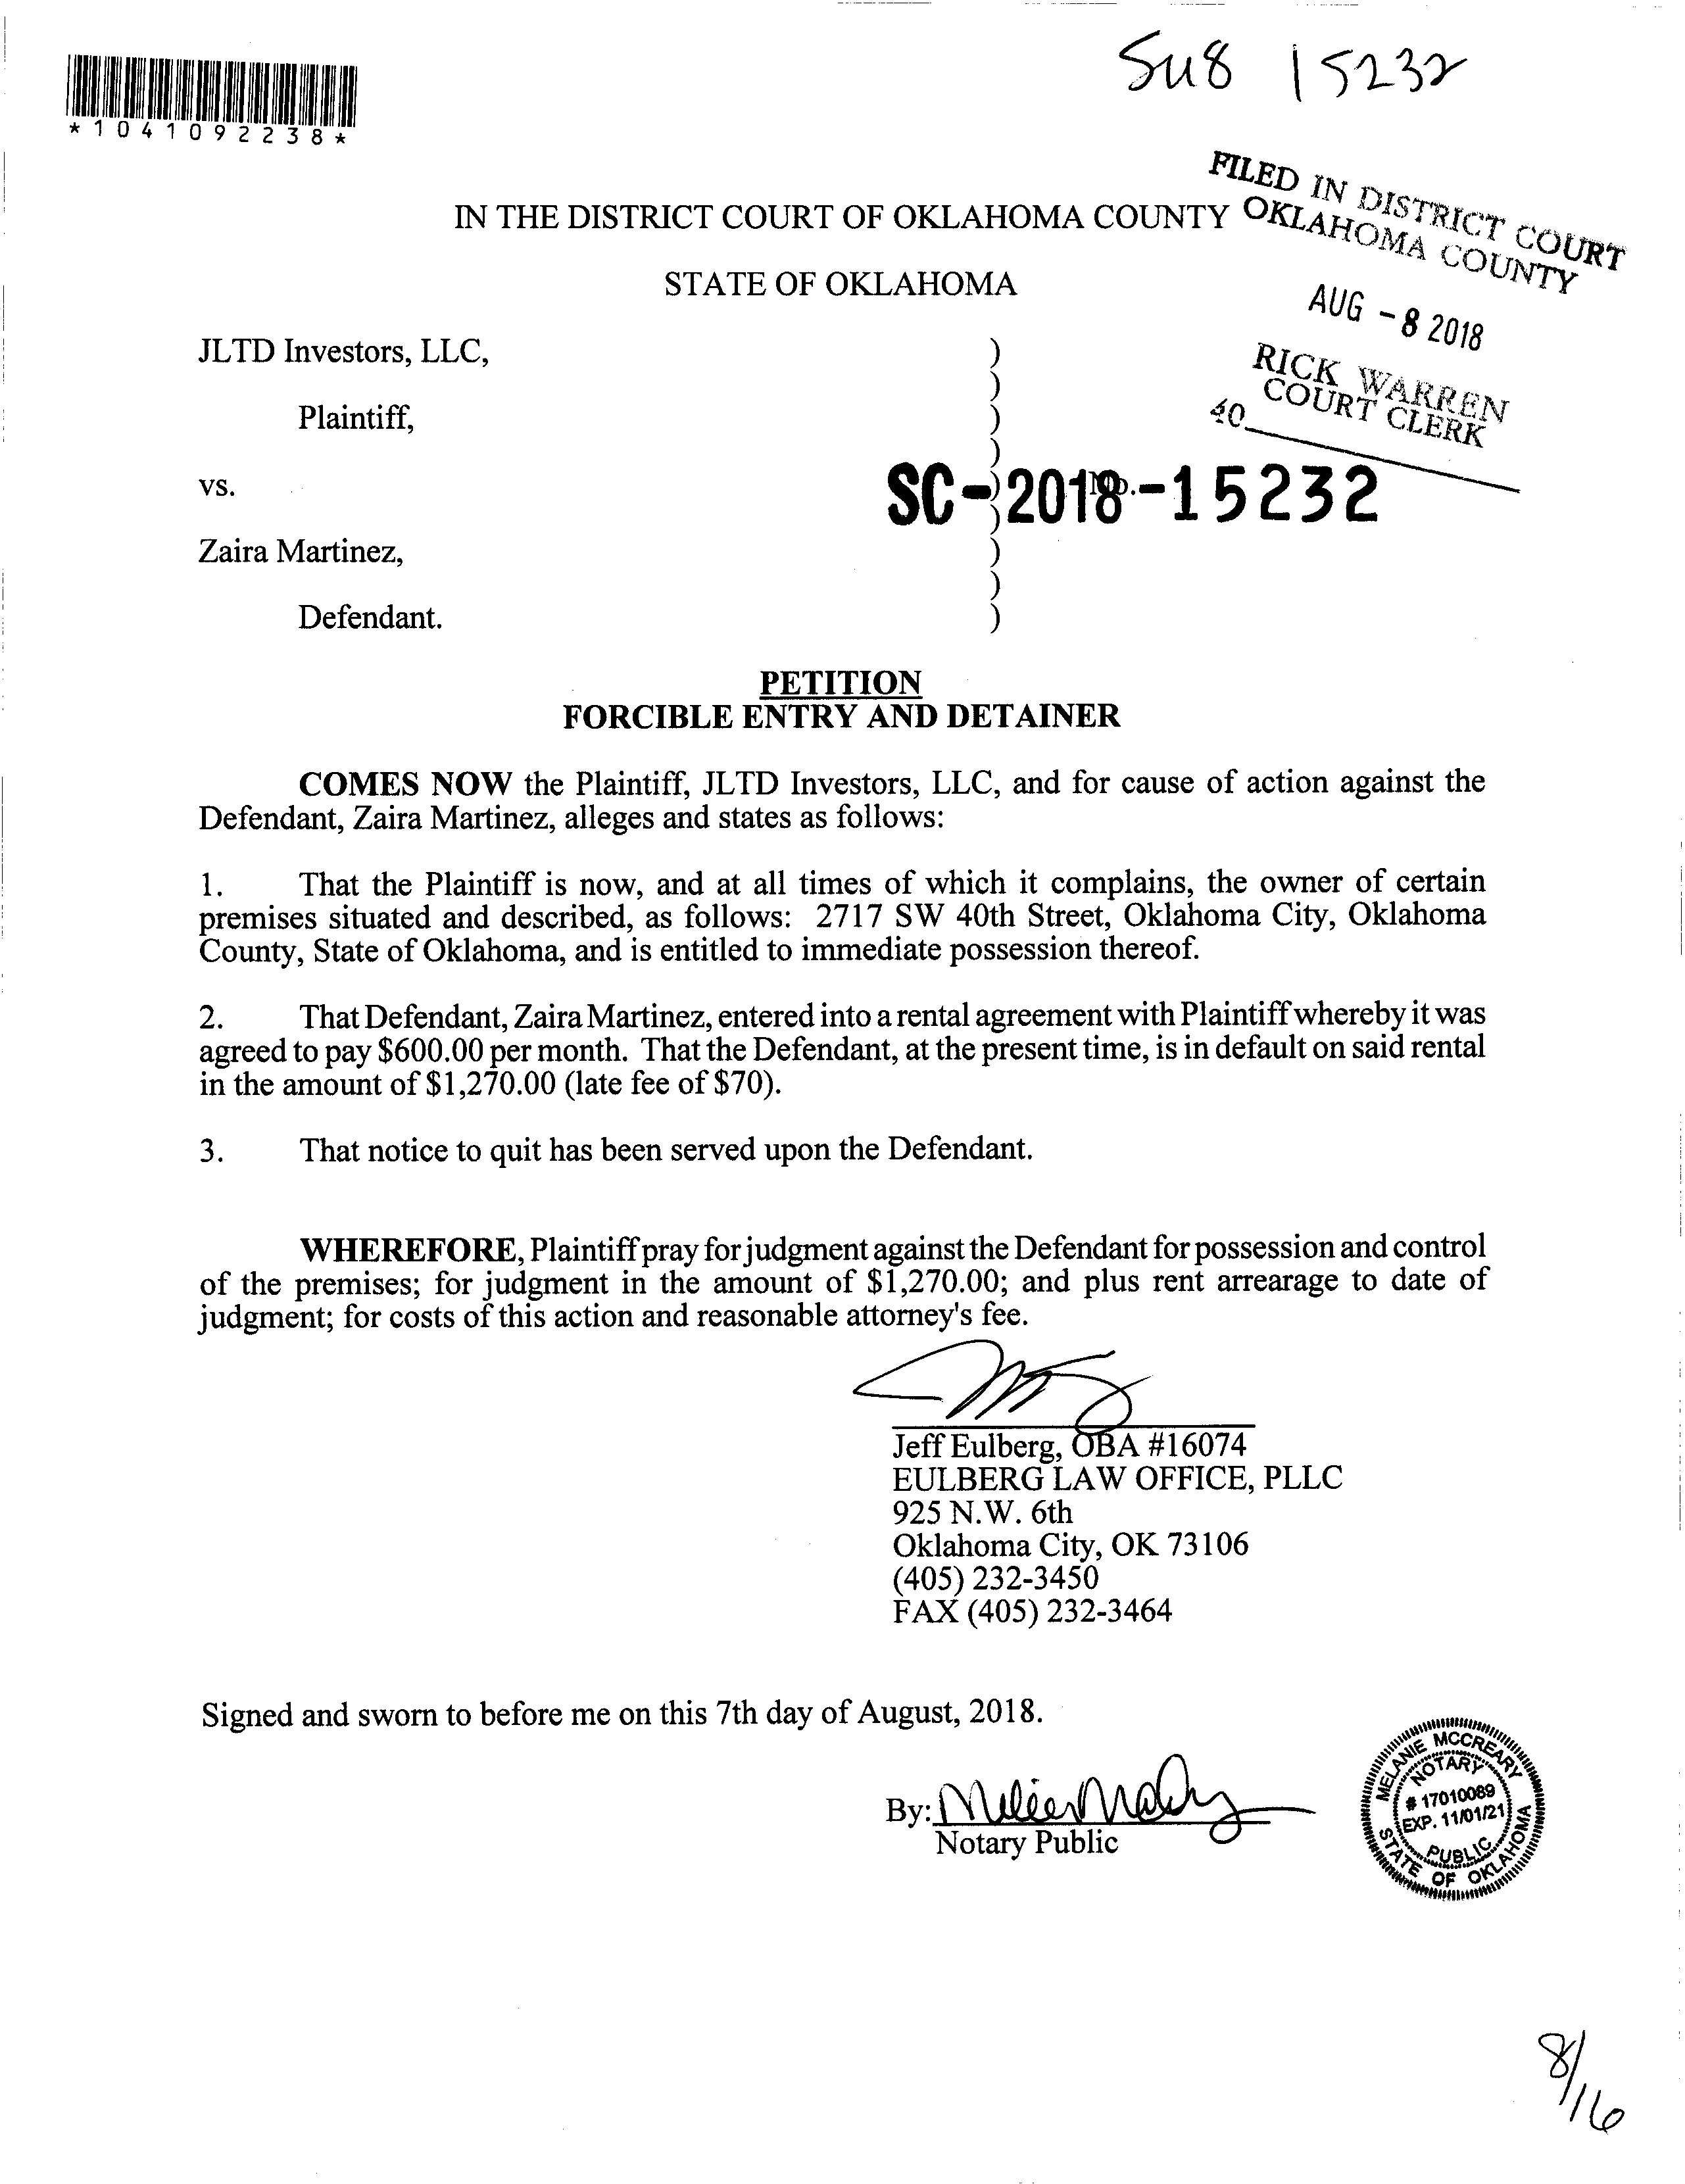 Su8 15232
*1041092238*
FILED IN DISTRICT COURT
OKLAHOMA COUNTY
IN THE DISTRICT COURT OF OKLAHOMA COUNTY
STATE OF OKLAHOMA
AUG - 8 2018
RICK WARREN
COURT CLERK
40
JLTD Investors, LLC,
Plaintiff,
vs.
SC-2018-15232
No.
Zaira Martinez,
Defendant.
)
)
)
)
)
)
)
)
)
PETITION
FORCIBLE ENTRY AND DETAINER
COMES NOW the Plaintiff, JLTD Investors, LLC, and for cause of action against the
Defendant, Zaira Martinez, alleges and states as follows:
1. That the Plaintiff is now, and at all times of which it complains, the owner of certain
premises situated and described, as follows: 2717 SW 40th Street, Oklahoma City, Oklahoma
County, State of Oklahoma, and is entitled to immediate possession thereof.
2. That Defendant, Zaira Martinez, entered into a rental agreement with Plaintiff whereby it was
agreed to pay $600.00 per month. That the Defendant, at the present time, is in default on said rental
in the amount of $1,270.00 (late fee of $70).
3. That notice to quit has been served upon the Defendant.
WHEREFORE, Plaintiff pray for judgment against the Defendant for possession and control
of the premises; for judgment in the amount of $1,270.00; and plus rent arrearage to date of
judgment; for costs of this action and reasonable attorney's fee.
Jeff Eulberg, OBA #16074
EULBERG LAW OFFICE, PLLC
925 N.W. 6th
Oklahoma City, OK 73106
(405) 232-3450
FAX (405) 232-3464
Signed and sworn to before me on this 7th day of August, 2018.
By:
Notary Public
MELANIE MCCREARY
NOTARY
# 17010089
EXP. 11/01/21
PUBLIC
STATE OF OKLAHOMA
8/16